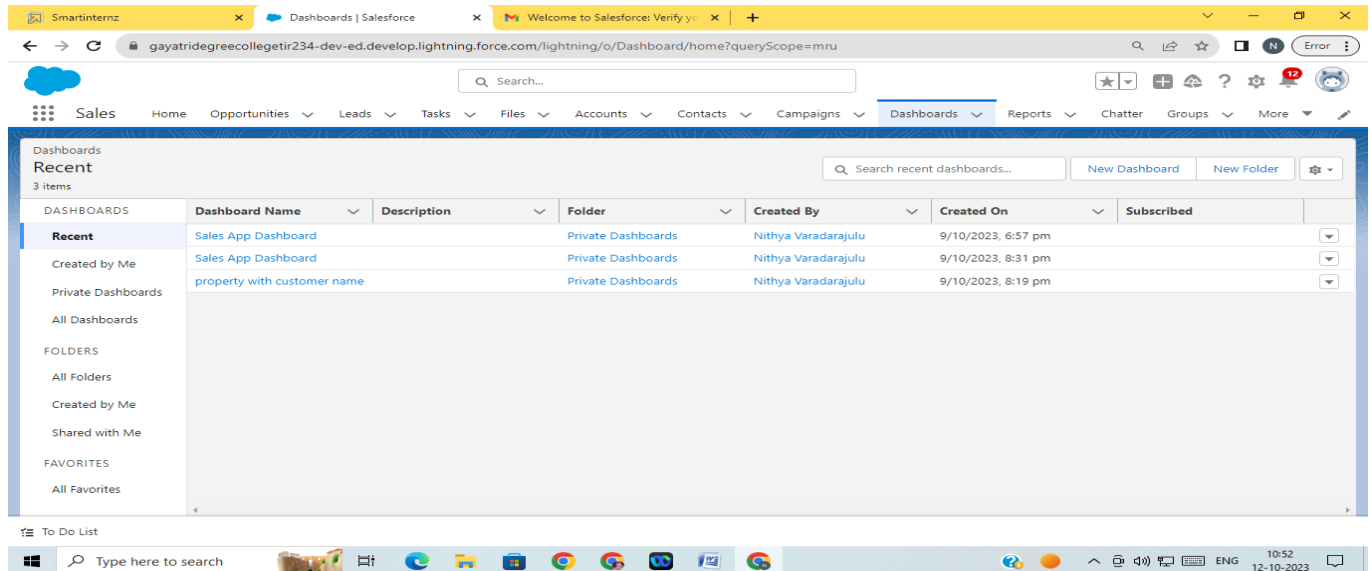 Smartinternz
Dashboards | Salesforce
Welcome to Salesforce: Verify yo
gayatridegreecollegetir234-dev-ed.develop.lightning.force.com/lightning/o/Dashboard/home?queryScope=mru
N
Error
Search...
12
Sales
Home
Opportunities
Leads
Tasks
Files
Accounts
Contacts
Campaigns
Dashboards
Reports
Chatter
Groups
More
Dashboards
Recent
3 items
Search recent dashboards...
New Dashboard
New Folder
DASHBOARDS
Recent
Created by Me
Private Dashboards
All Dashboards
FOLDERS
All Folders
Created by Me
Shared with Me
FAVORITES
All Favorites
Dashboard Name Description Folder Created By Created On Subscribed
Sales App Dashboard Private Dashboards Nithya Varadarajulu 9/10/2023, 6:57 pm
Sales App Dashboard Private Dashboards Nithya Varadarajulu 9/10/2023, 8:31 pm
property with customer name Private Dashboards Nithya Varadarajulu 9/10/2023, 8:19 pm
To Do List
Type here to search
ENG
10:52
12-10-2023